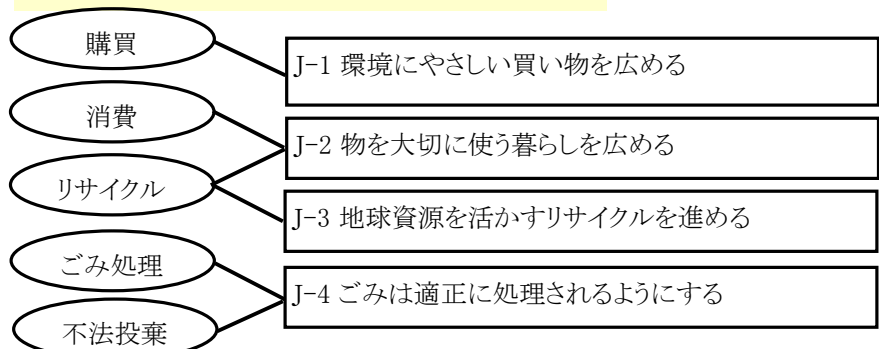 購買
J-1 環境にやさしい買い物を広める
消費
J-2 物を大切に使う暮らしを広める
リサイクル
J-3 地球資源を活かすリサイクルを進める
ごみ処理
J-4 ごみは適正に処理されるようにする
不法投棄